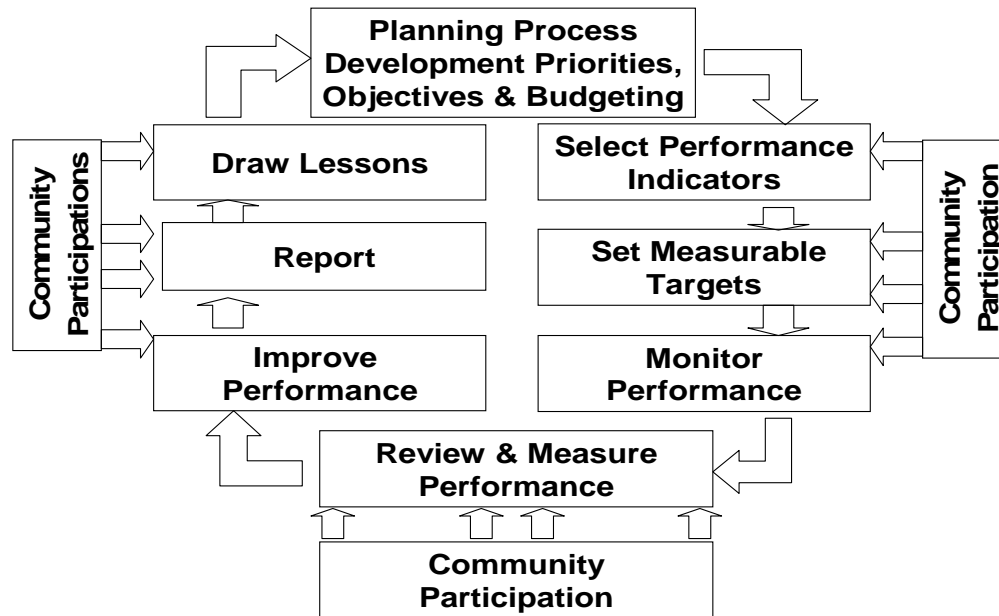 Planning Process
Development Priorities,
Objectives & Budgeting
Draw Lessons
Select Performance
Indicators
Community
Participations
Community
Participation
Report
Set Measurable
Targets
Improve
Performance
Monitor
Performance
Review & Measure
Performance
Community
Participation